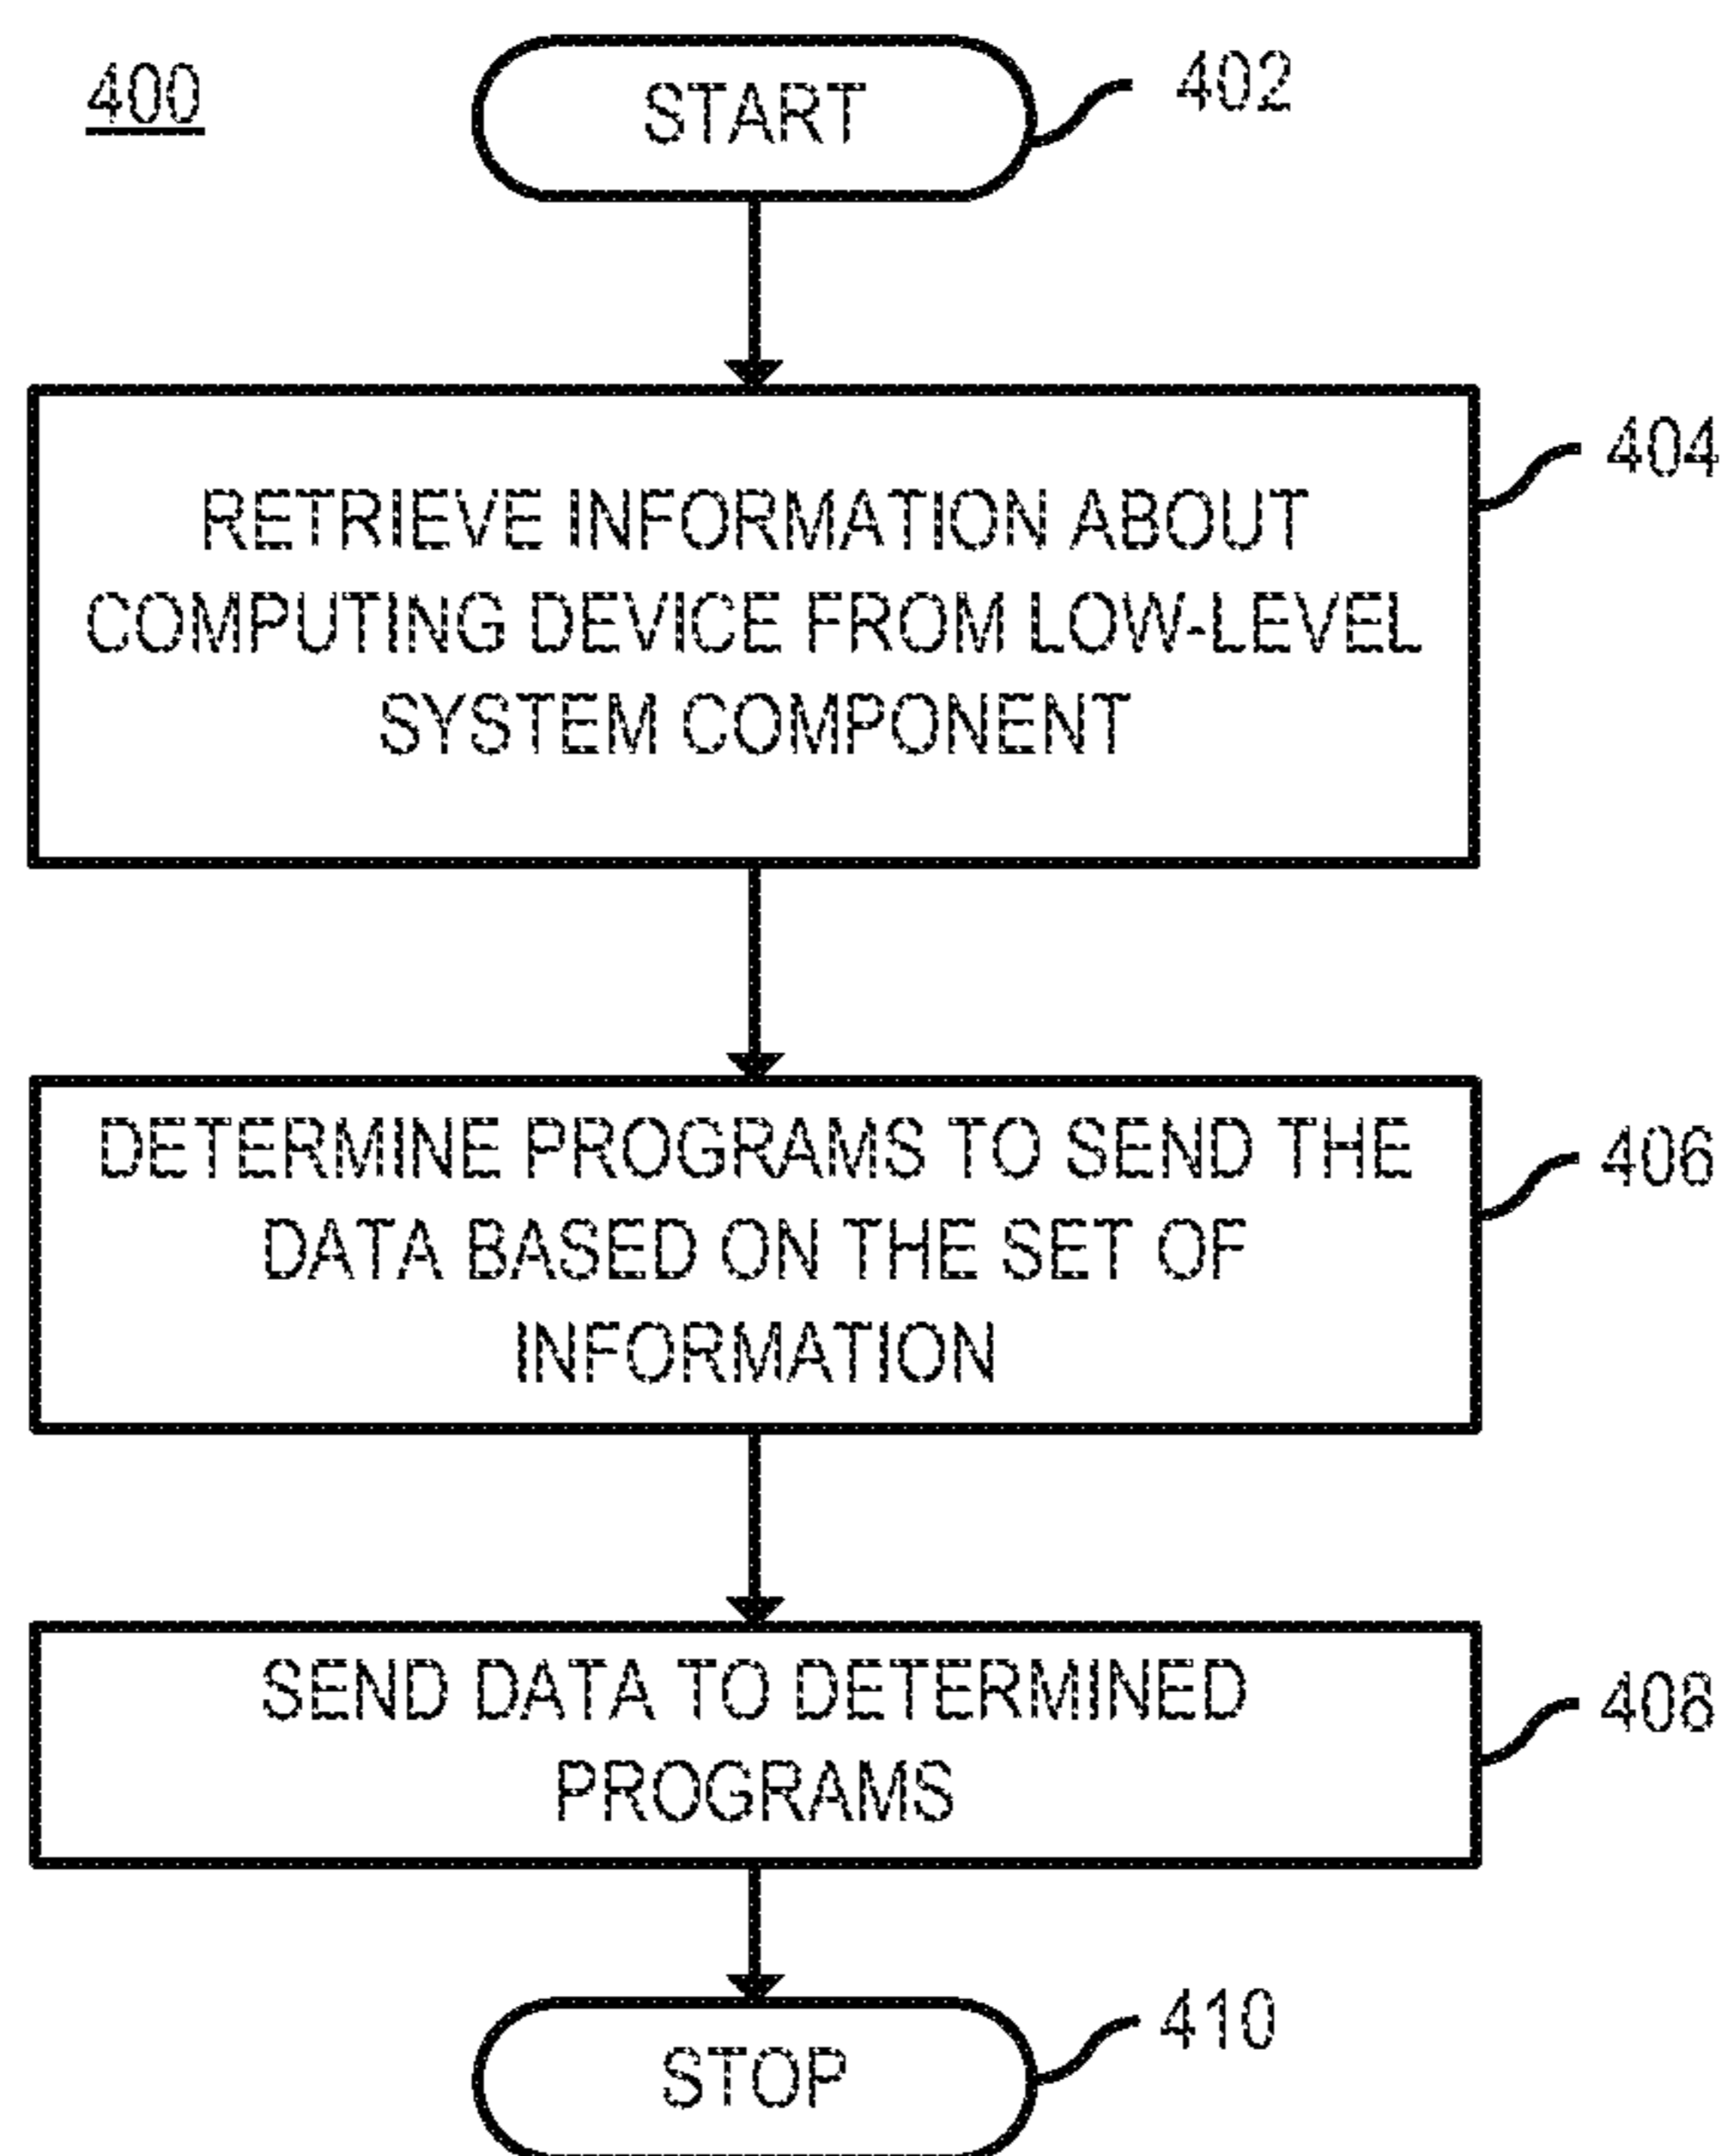 400
START
402
RETRIEVE INFORMATION ABOUT
COMPUTING DEVICE FROM LOW-LEVEL
SYSTEM COMPONENT
404
DETERMINE PROGRAMS TO SEND THE
DATA BASED ON THE SET OF
INFORMATION
406
SEND DATA TO DETERMINED
PROGRAMS
408
STOP
410